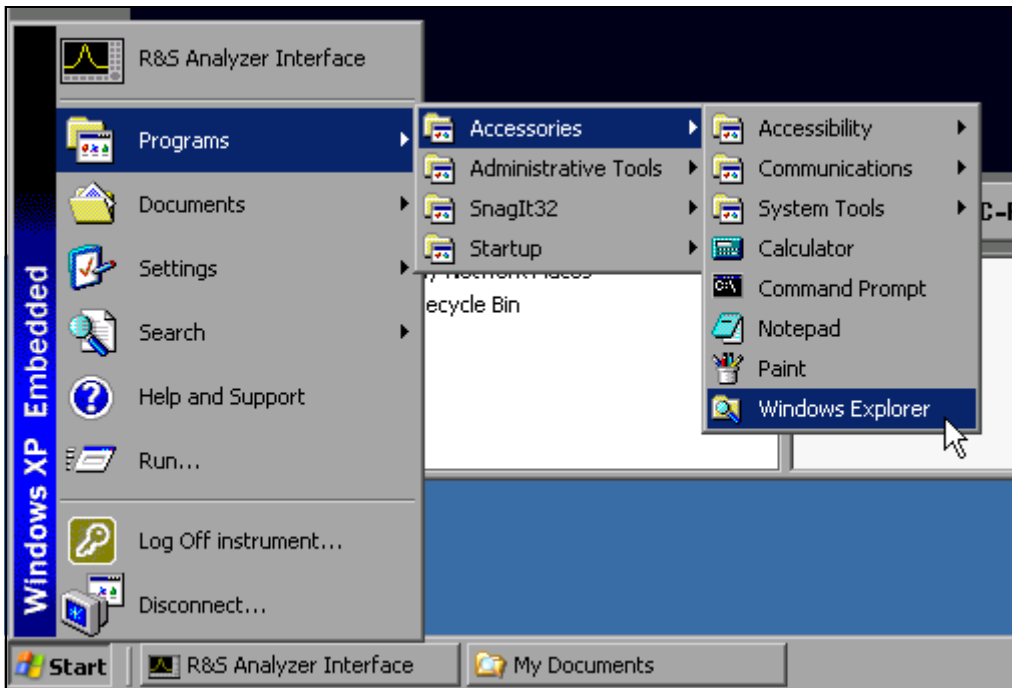 R&S Analyzer Interface
Programs
Documents
Settings
Search
Help and Support
Run...
Log Off instrument...
Disconnect...
Windows XP Embedded
Accessories
Administrative Tools
SnagIt32
Startup
Accessibility
Communications
System Tools
Calculator
Command Prompt
Notepad
Paint
Windows Explorer
ecycle Bin
Start
R&S Analyzer Interface
My Documents